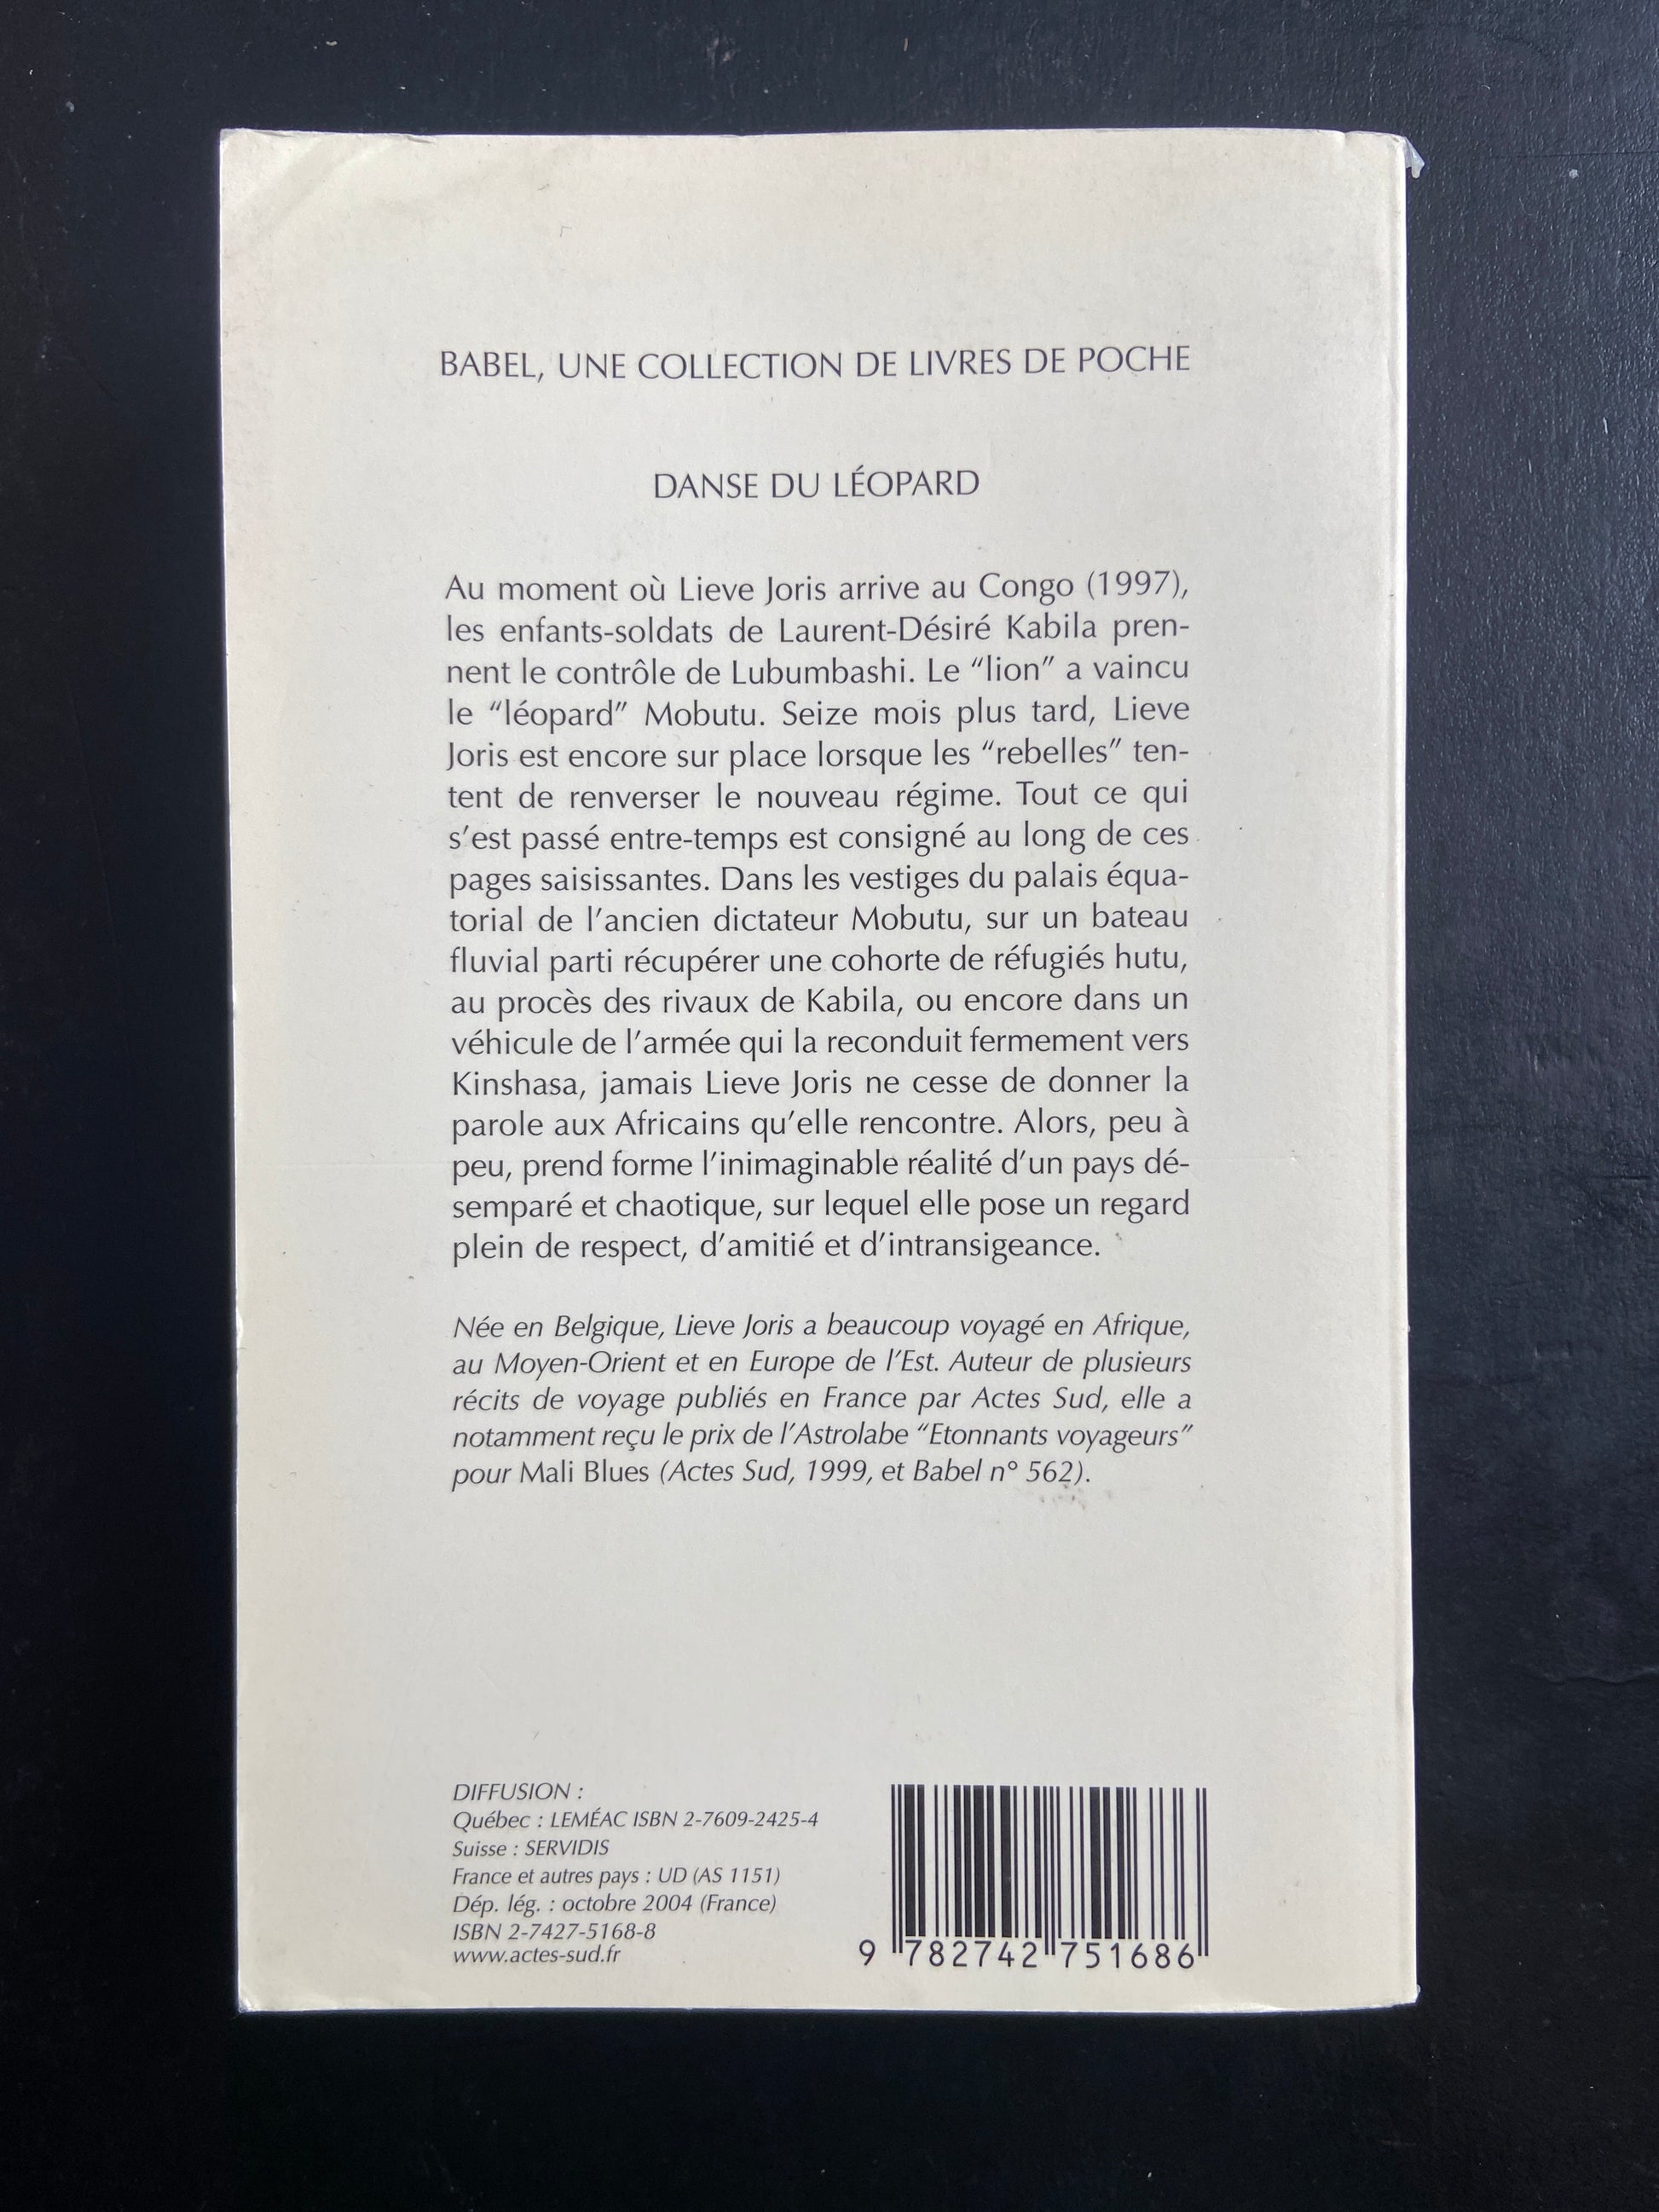 BABEL, UNE COLLECTION DE LIVRES DE POCHE
DANSE DU LÉOPARD
Au moment où Lieve Joris arrive au Congo (1997),
les enfants-soldats de Laurent-Désiré Kabila pren-
nent le contrôle de Lubumbashi. Le “lion” a vaincu
le “léopard” Mobutu. Seize mois plus tard, Lieve
Joris est encore sur place lorsque les “rebelles” ten-
tent de renverser le nouveau régime. Tout ce qui
s’est passé entre-temps est consigné au long de ces
pages saisissantes. Dans les vestiges du palais équa-
torial de l’ancien dictateur Mobutu, sur un bateau
fluvial parti récupérer une cohorte de réfugiés hutu,
au procès des rivaux de Kabila, ou encore dans un
véhicule de l’armée qui la reconduit fermement vers
Kinshasa, jamais Lieve Joris ne cesse de donner la
parole aux Africains qu’elle rencontre. Alors, peu à
peu, prend forme l’inimaginable réalité d’un pays dé-
semparé et chaotique, sur lequel elle pose un regard
plein de respect, d’amitié et d’intransigeance.
Née en Belgique, Lieve Joris a beaucoup voyagé en Afrique,
au Moyen-Orient et en Europe de l’Est. Auteur de plusieurs
récits de voyage publiés en France par Actes Sud, elle a
notamment reçu le prix de l’Astrolabe “Etonnants voyageurs”
pour Mali Blues (Actes Sud, 1999, et Babel n° 562).
DIFFUSION :
Québec : LEMÉAC ISBN 2-7609-2425-4
Suisse : SERVIDIS
France et autres pays : UD (AS 1151)
Dép. lég. : octobre 2004 (France)
ISBN 2-7427-5168-8
www.actes-sud.fr
9 782742 751686